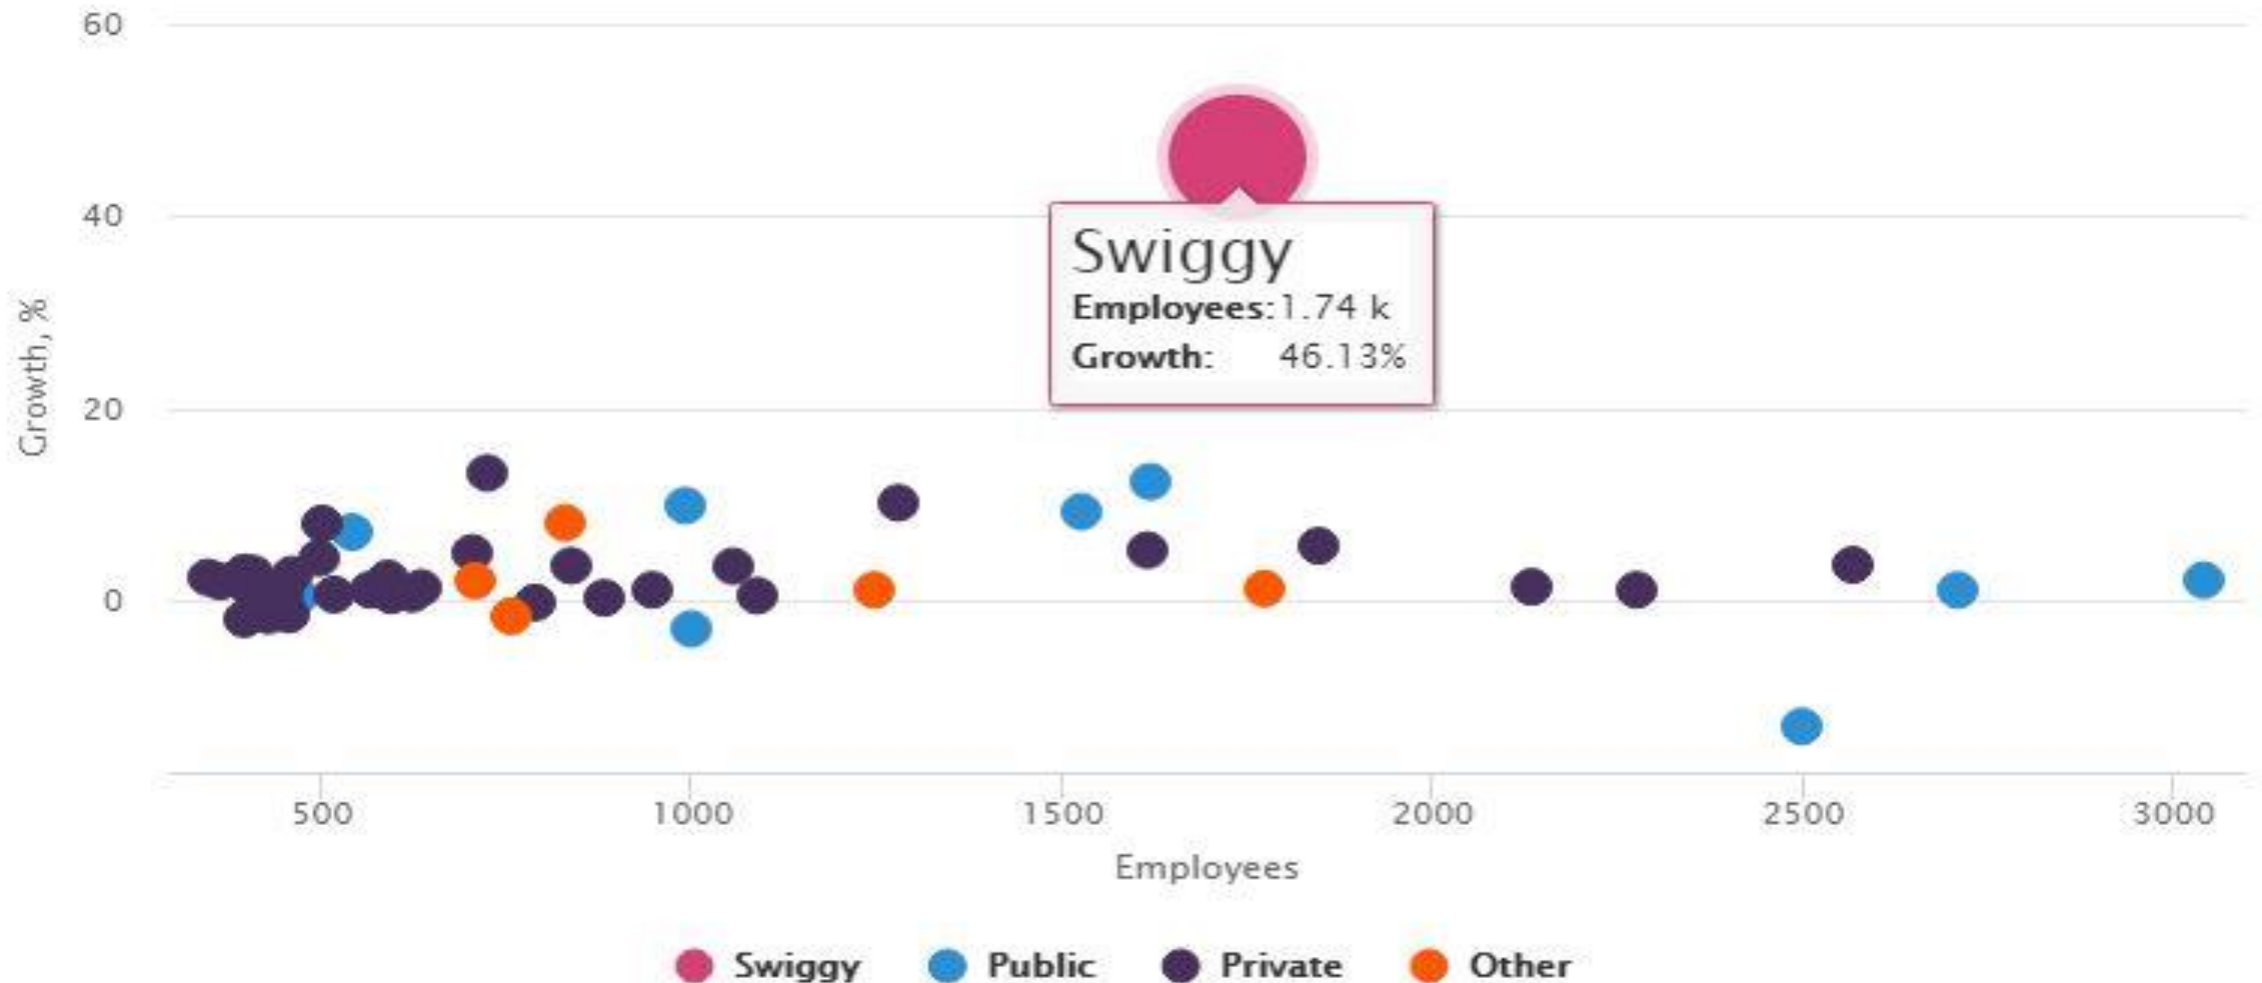 60
40
20
0
Growth, %
Swiggy
Employees: 1.74 k
Growth: 46.13%
500 1000 1500 2000 2500 3000
Employees
Swiggy Public Private Other